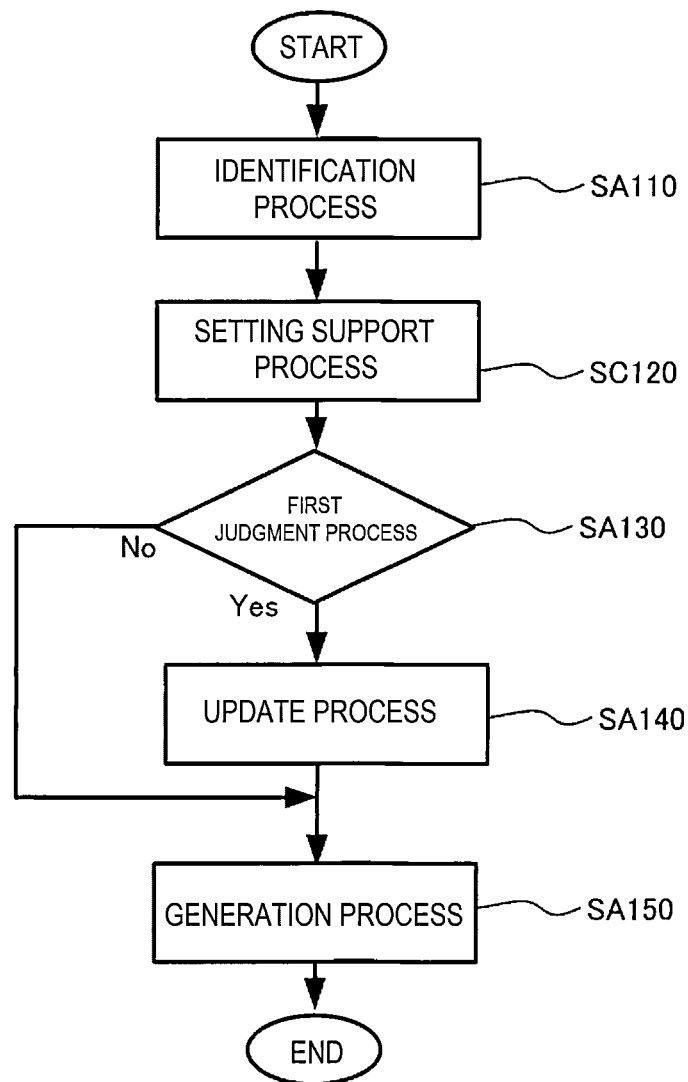 START
IDENTIFICATION
PROCESS
SA110
SETTING SUPPORT
PROCESS
SC120
FIRST
JUDGMENT PROCESS
SA130
No
Yes
UPDATE PROCESS
SA140
GENERATION PROCESS
SA150
END